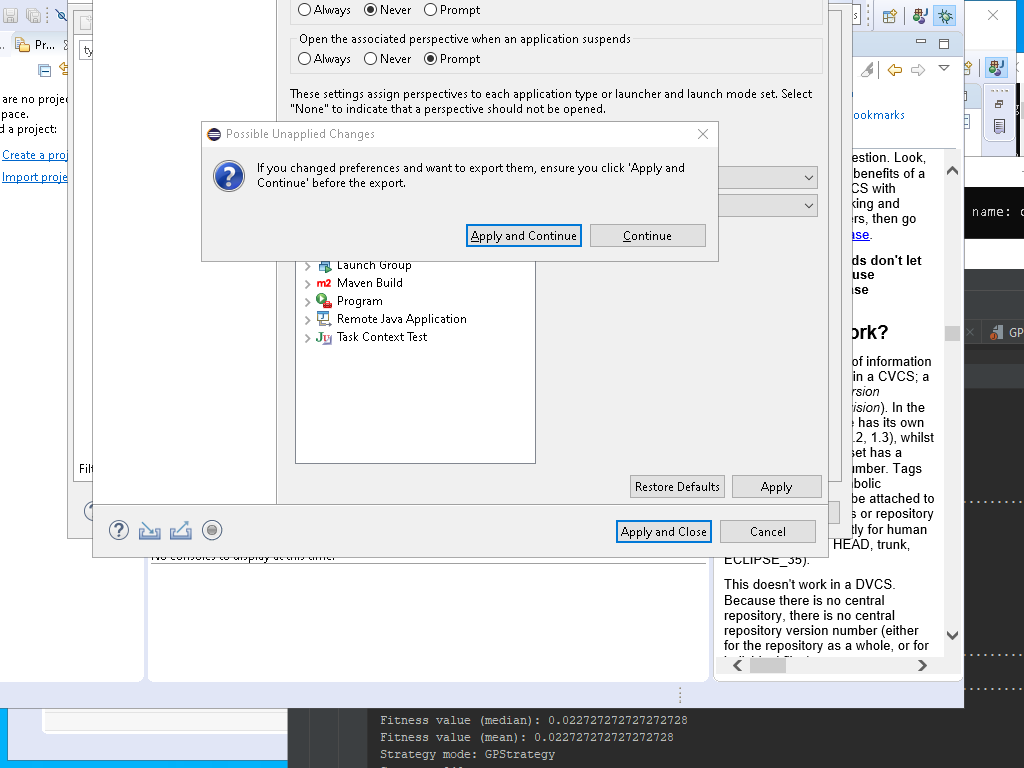 Always Never Prompt
Open the associated perspective when an application suspends
Always Never Prompt
These settings assign perspectives to each application type or launcher and launch mode set. Select
"None" to indicate that a perspective should not be opened.
Possible Unapplied Changes
If you changed preferences and want to export them, ensure you click 'Apply and
Continue' before the export.
Apply and Continue
Continue
Launch Group
Maven Build
Program
Remote Java Application
Task Context Test
Restore Defaults
Apply
Apply and Close
Cancel
Pr...
ty
are no projec
pace.
d a project:
Create a proj
Import proje
Filt
No consoles to display at this time.
ookmarks
estion. Look,
benefits of a
CS with
king and
ers, then go
ase.
ds don't let
use
ase
ork?
of information
in a CVCS; a
rsion
ision). In the
e has its own
.2, 1.3), whilst
set has a
umber. Tags
bolic
be attached to
s or repository
tly for human
HEAD, trunk,
ECLIPSE_35).
This doesn't work in a DVCS.
Because there is no central
repository, there is no central
repository version number (either
for the repository as a whole, or for
name: c
GP
Fitness value (median): 0.022727272727272728
Fitness value (mean): 0.022727272727272728
Strategy mode: GPStrategy